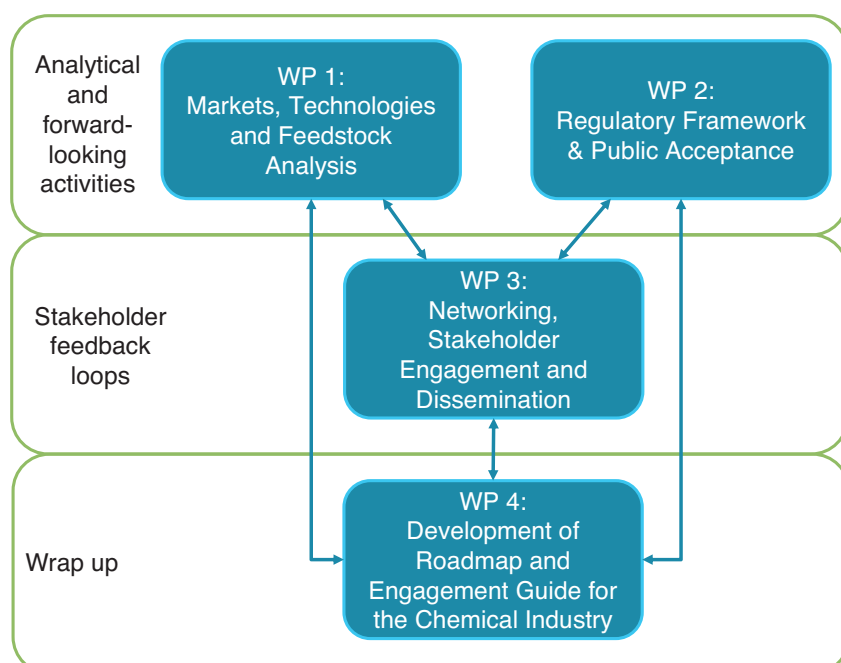 Analytical
and
forward-
looking
activities
WP 1:
Markets, Technologies
and Feedstock
Analysis
WP 2:
Regulatory Framework
& Public Acceptance
Stakeholder
feedback
loops
WP 3:
Networking,
Stakeholder
Engagement and
Dissemination
Wrap up
WP 4:
Development of
Roadmap and
Engagement Guide for
the Chemical Industry